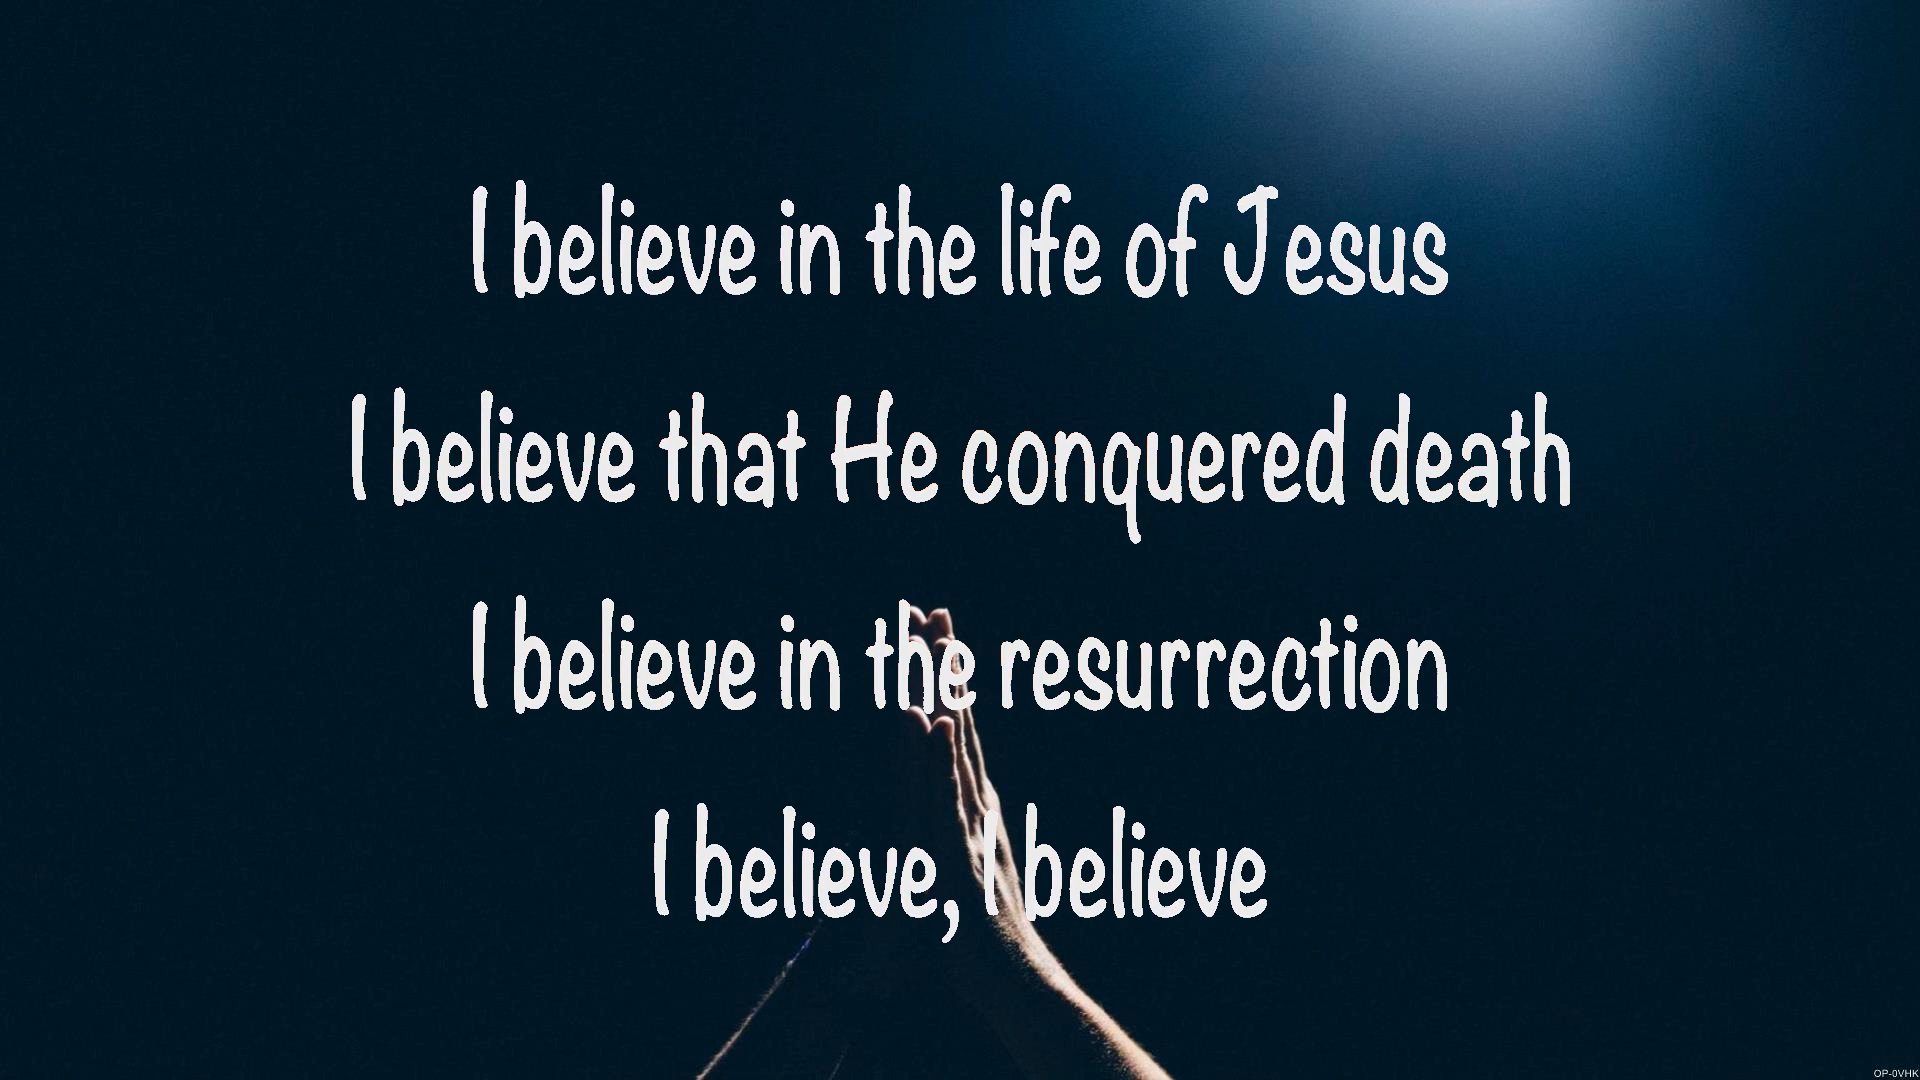 I believe in the life of Jesus
I believe that He conquered death
I believe in the resurrection
I believe, I believe
OP-0VHK